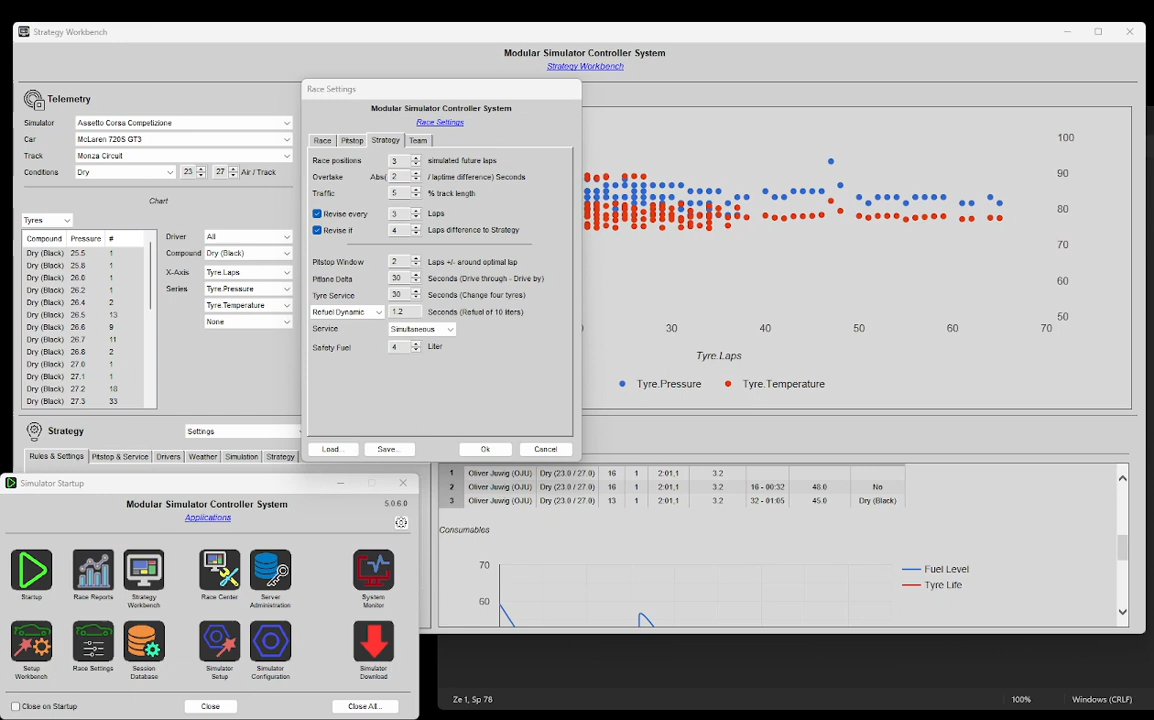 Strategy Workbench
Modular Simulator Controller System
Strategy Workbench
Telemetry
Simulator Assetto Corsa Competizione
Car McLaren 720S GT3
Track Monza Circuit
Conditions Dry 23 27 Air / Track
Chart
Tyres
Compound Pressure #
Dry (Black) 25.5 1
Dry (Black) 25.8 1
Dry (Black) 26.0 1
Dry (Black) 26.2 1
Dry (Black) 26.4 2
Dry (Black) 26.5 13
Dry (Black) 26.6 9
Dry (Black) 26.7 11
Dry (Black) 26.8 2
Dry (Black) 27.0 1
Dry (Black) 27.1 1
Dry (Black) 27.2 18
Dry (Black) 27.3 33
Driver All
Compound Dry (Black)
X-Axis Tyre.Laps
Series Tyre.Pressure
Tyre.Temperature
None
Race Settings
Modular Simulator Controller System
Race Settings
Race Pitstop Strategy Team
Race positions 3 simulated future laps
Overtake Abs( 2 / laptime difference) Seconds
Traffic 5 % track length
Revise every 3 Laps
Revise if 4 Laps difference to Strategy
Pitstop Window 2 Laps +/- around optimal lap
Pitlane Delta 30 Seconds (Drive through - Drive by)
Tyre Service 30 Seconds (Change four tyres)
Refuel Dynamic 1.2 Seconds (Refuel of 10 liters)
Service Simultaneous
Safety Fuel 4 Liter
Load... Save... Ok Cancel
100
90
80
70
60
50
30 40 50 60 70
Tyre.Laps
Tyre.Pressure Tyre.Temperature
Strategy Settings
Rules & Settings Pitstop & Service Drivers Weather Simulation Strategy
1 Oliver Juwig (OJU) Dry (23.0 / 27.0) 16 1 2:01,1 3.2
2 Oliver Juwig (OJU) Dry (23.0 / 27.0) 16 1 2:01,1 3.2 16 - 00:32 48.0 No
3 Oliver Juwig (OJU) Dry (23.0 / 27.0) 13 1 2:01,1 3.2 32 - 01:05 45.0 Dry (Black)
Consumables
70
60
Fuel Level
Tyre Life
Simulator Startup
Modular Simulator Controller System
5.0.6.0
Applications
Startup
Race Reports
Strategy Workbench
Race Center
Server Administration
System Monitor
Setup Workbench
Race Settings
Session Database
Simulator Setup
Simulator Configuration
Simulator Download
Close on Startup Close Close All...
Ze 1, Sp 78 100% Windows (CRLF)